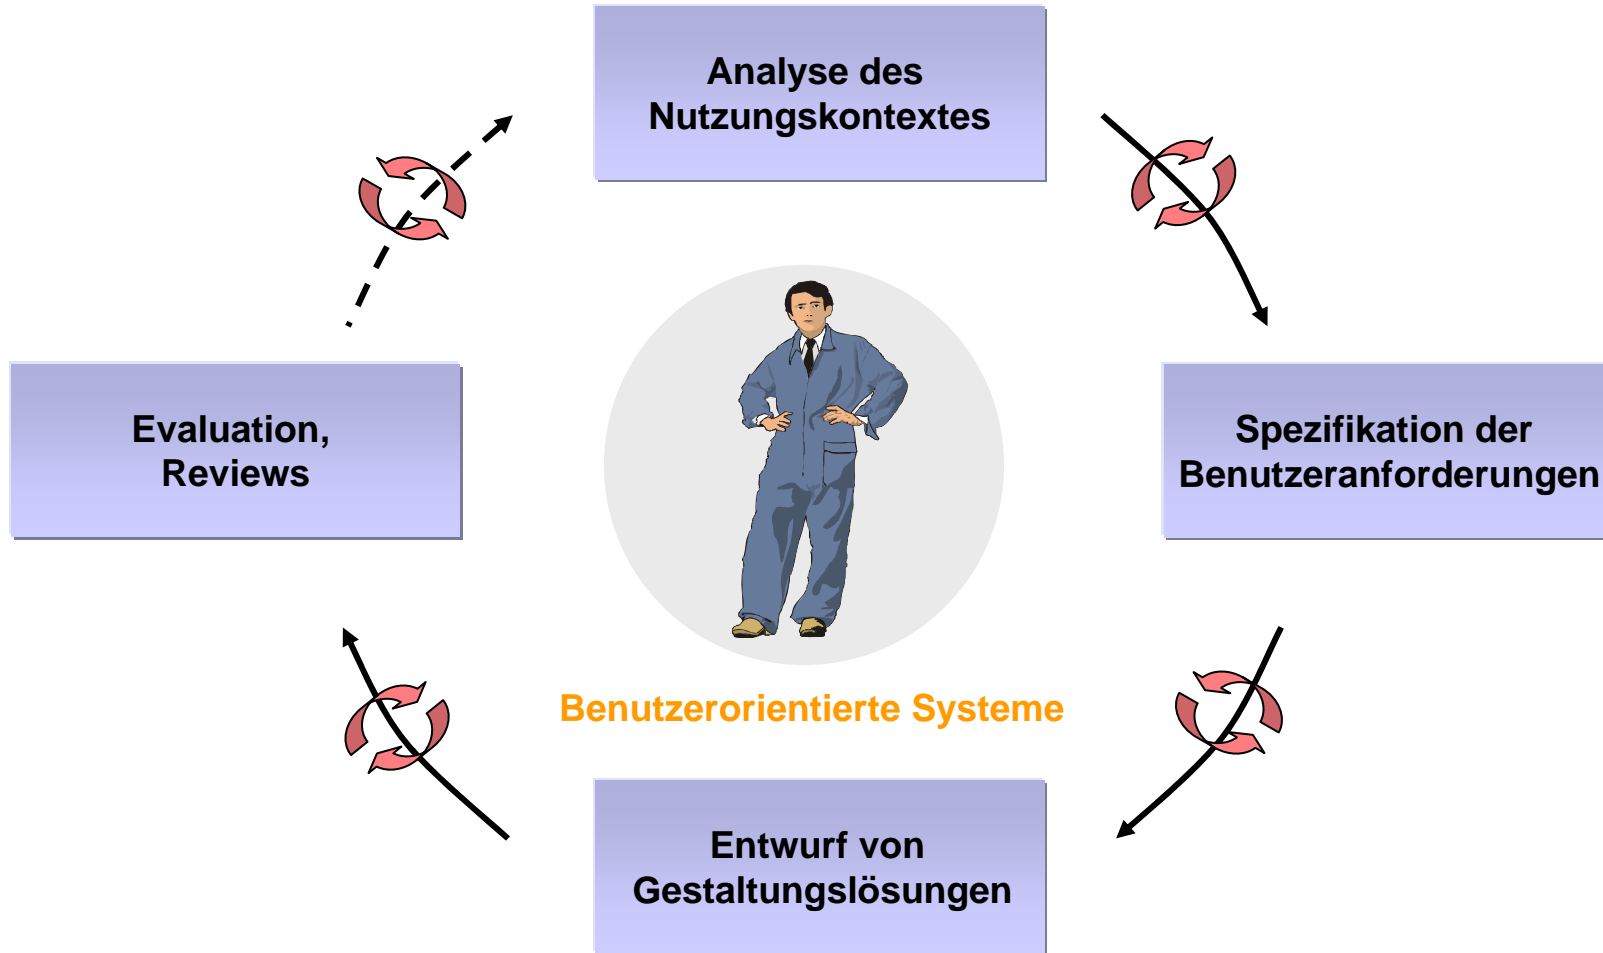 Analyse des
Nutzungskontextes
Evaluation,
Reviews
Spezifikation der
Benutzeranforderungen
Benutzerorientierte Systeme
Entwurf von
Gestaltungslösungen